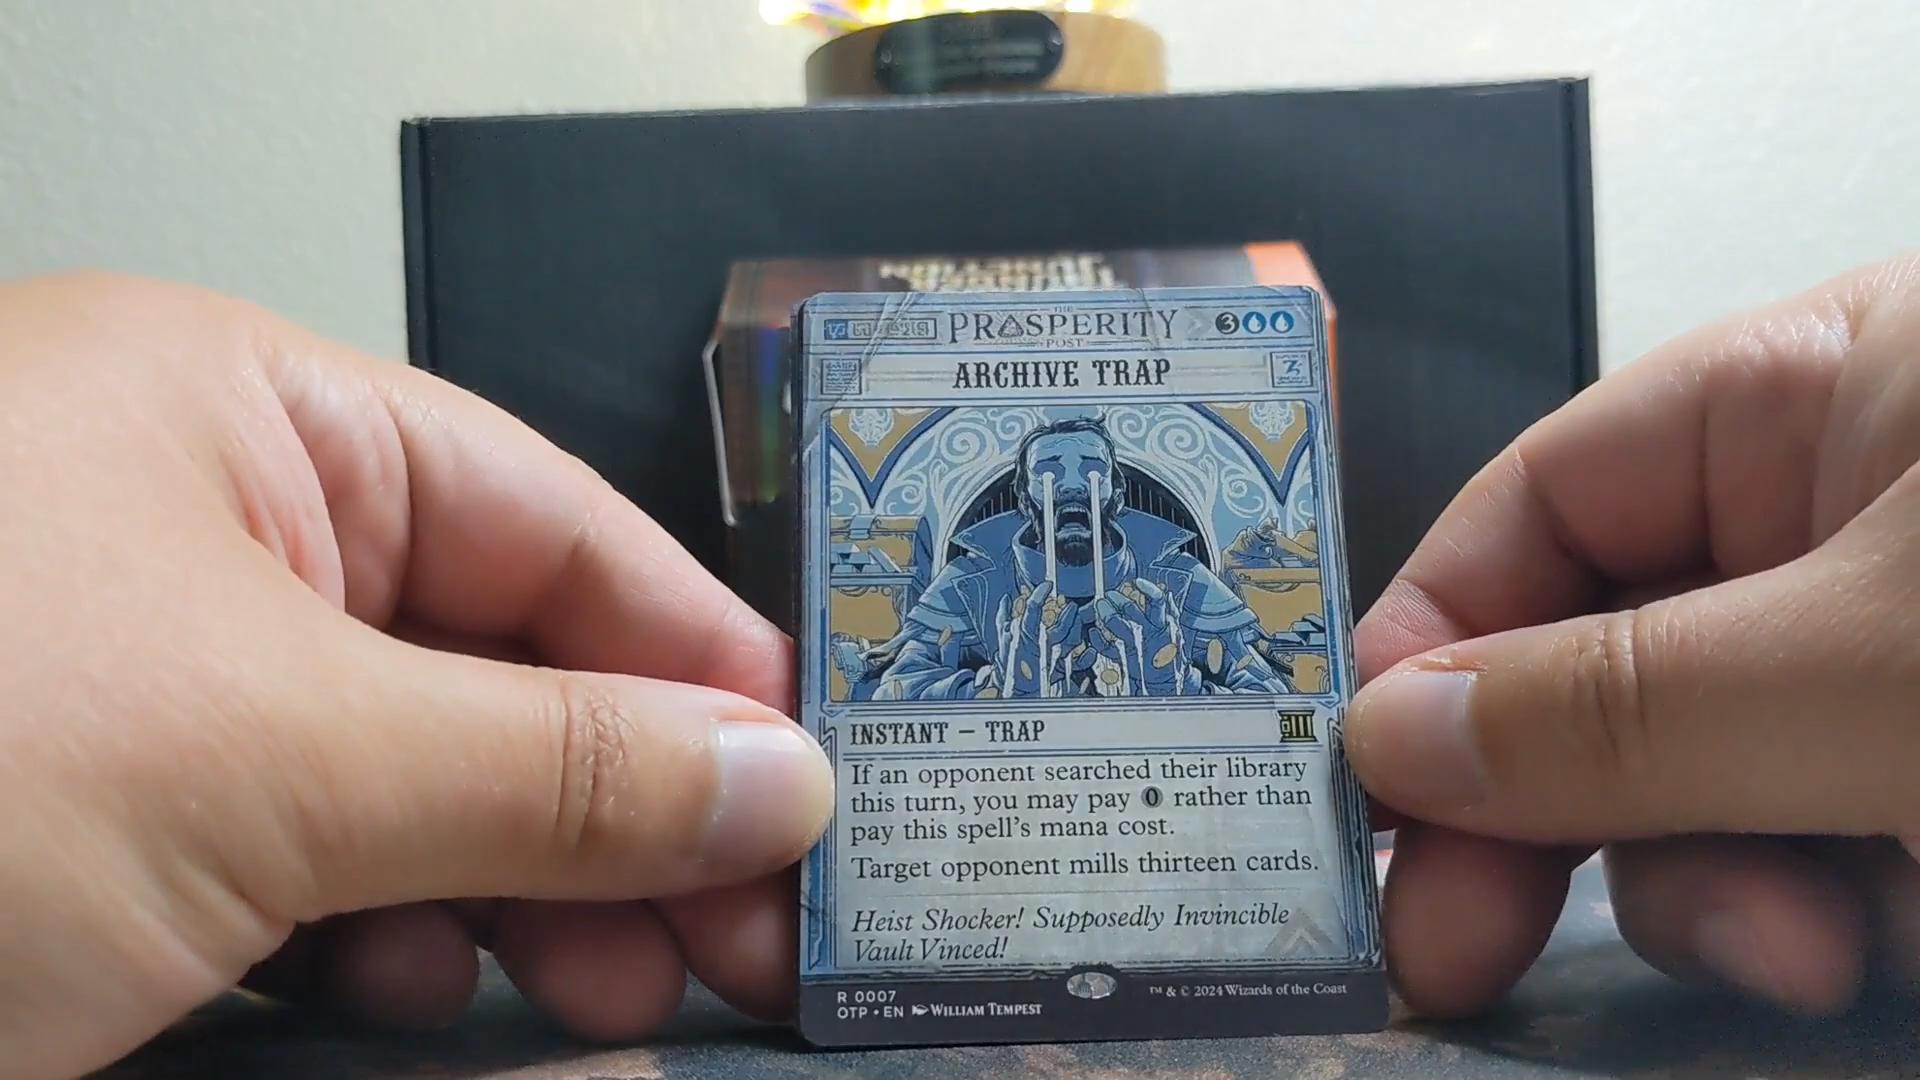 JUNCTION
THE
PROSPERITY
POST
3
ARCHIVE TRAP
INSTANT – TRAP
If an opponent searched their library
this turn, you may pay 0 rather than
pay this spell's mana cost.
Target opponent mills thirteen cards.
Heist Shocker! Supposedly Invincible
Vault Vinced!
R 0007
OTP • EN WILLIAM TEMPEST
™ & © 2024 Wizards of the Coast